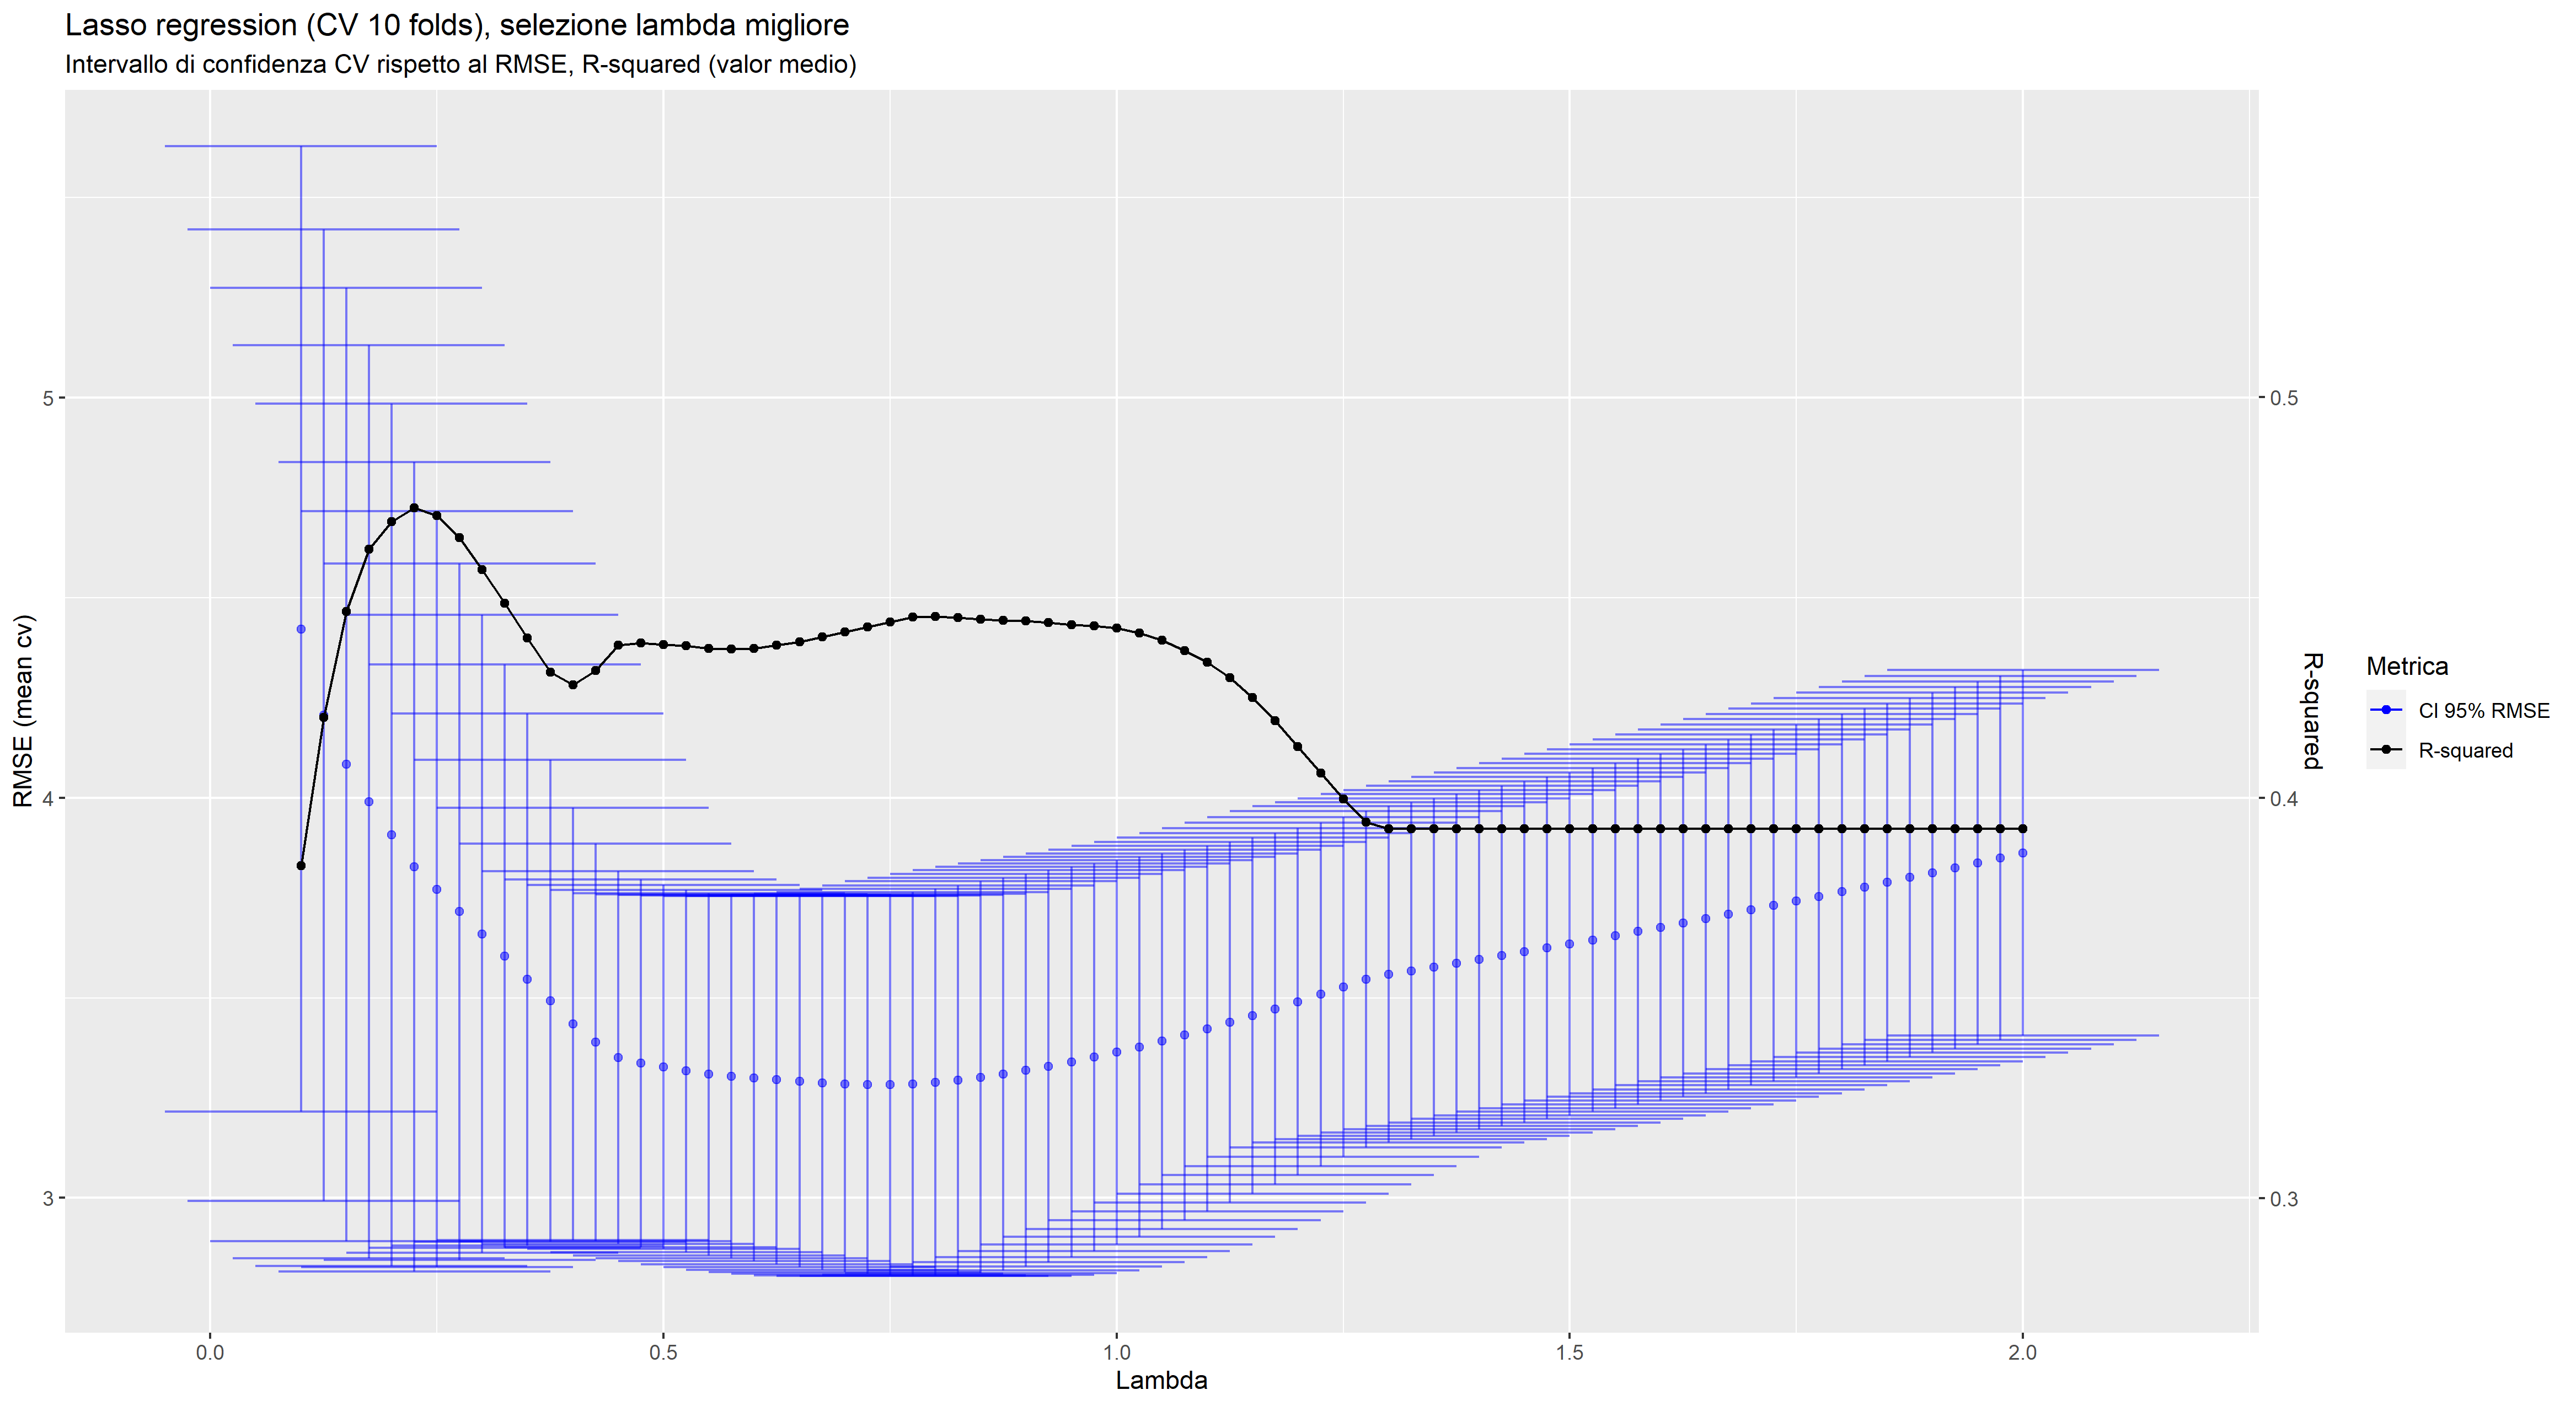 Lasso regression (CV 10 folds), selezione lambda migliore
Intervallo di confidenza CV rispetto al RMSE, R-squared (valor medio)
RMSE (mean cv)
5
4
3
0.5
0.4
0.3
R-squared
0.0
0.5
1.0
1.5
2.0
Lambda
Metrica
CI 95% RMSE
R-squared